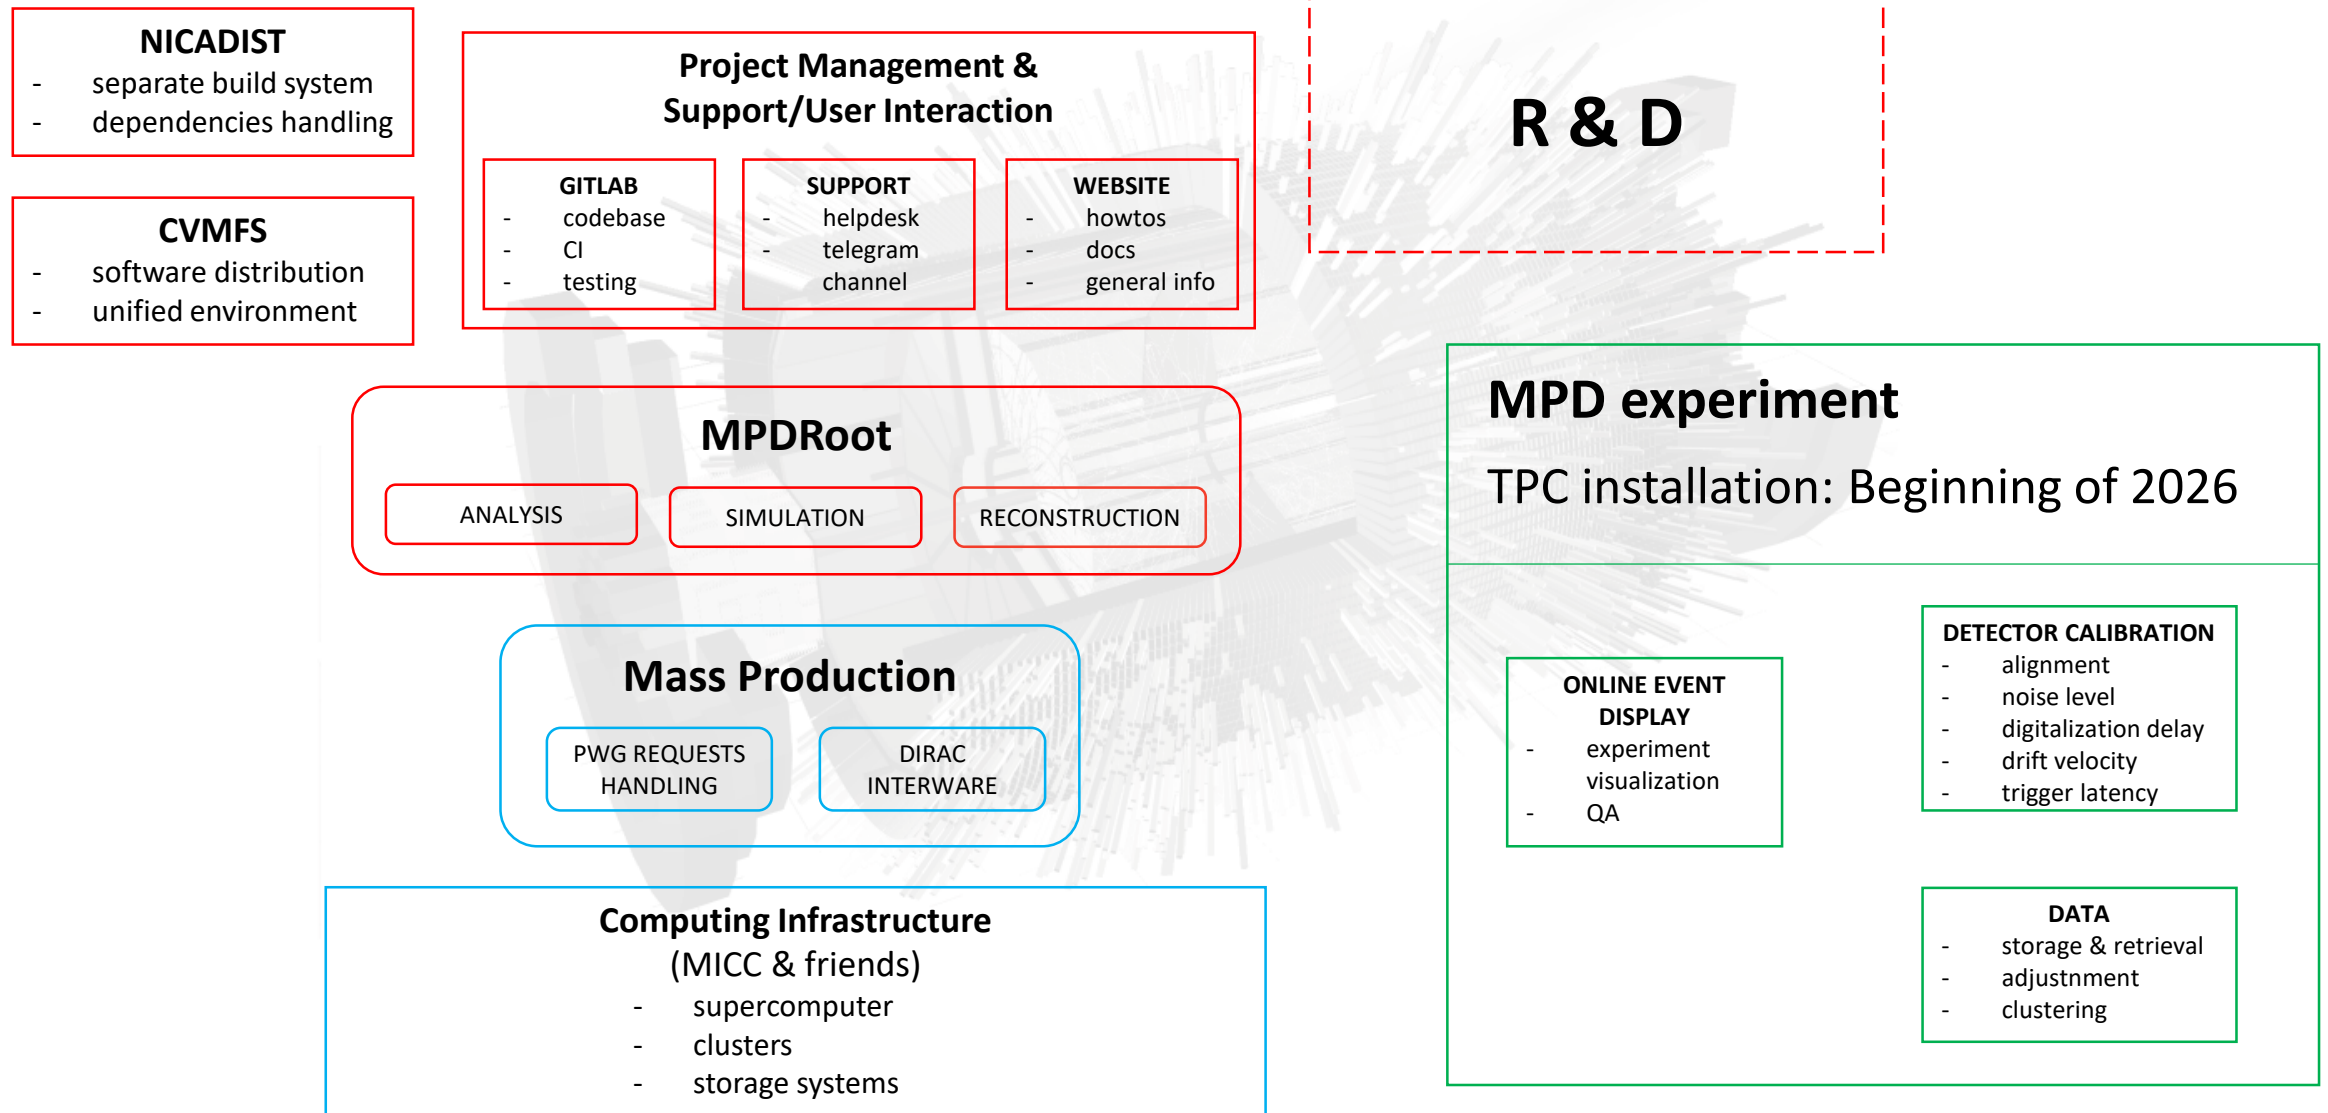 NICADIST
- separate build system
- dependencies handling
CVMFS
- software distribution
- unified environment
Project Management &
Support/User Interaction
GITLAB
- codebase
- CI
- testing
SUPPORT
- helpdesk
- telegram
channel
WEBSITE
- howtos
- docs
- general info
R & D
MPDRoot
ANALYSIS
SIMULATION
RECONSTRUCTION
Mass Production
PWG REQUESTS
HANDLING
DIRAC
INTERWARE
Computing Infrastructure
(MICC & friends)
- supercomputer
- clusters
- storage systems
MPD experiment
TPC installation: Beginning of 2026
ONLINE EVENT
DISPLAY
- experiment
visualization
- QA
DETECTOR CALIBRATION
- alignment
- noise level
- digitalization delay
- drift velocity
- trigger latency
DATA
- storage & retrieval
- adjustnment
- clustering